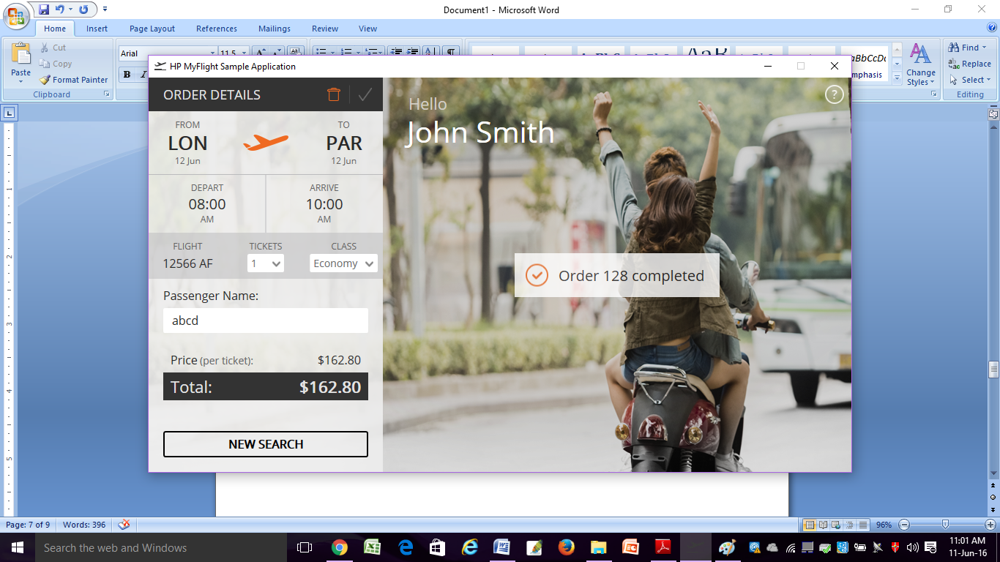 Document1 - Microsoft Word
Home Insert Page Layout References Mailings Review View
Paste
Cut
Copy
Format Painter
Clipboard
Arial 11.5
B I
Change
Styles
Find
Replace
Select
Editing
HP MyFlight Sample Application
ORDER DETAILS
FROM TO
LON PAR
12 Jun 12 Jun
DEPART ARRIVE
08:00 10:00
AM AM
FLIGHT TICKETS CLASS
12566 AF 1 Economy
Passenger Name:
abcd
Price (per ticket): $162.80
Total: $162.80
NEW SEARCH
Hello
John Smith
?
Order 128 completed
Page: 7 of 9 Words: 396 96%
Search the web and Windows
11:01 AM
11-Jun-16